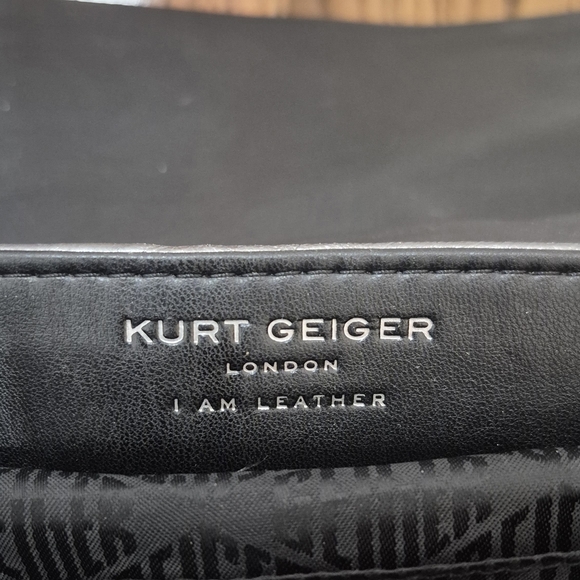 KURT GEIGER
LONDON
I AM LEATHER